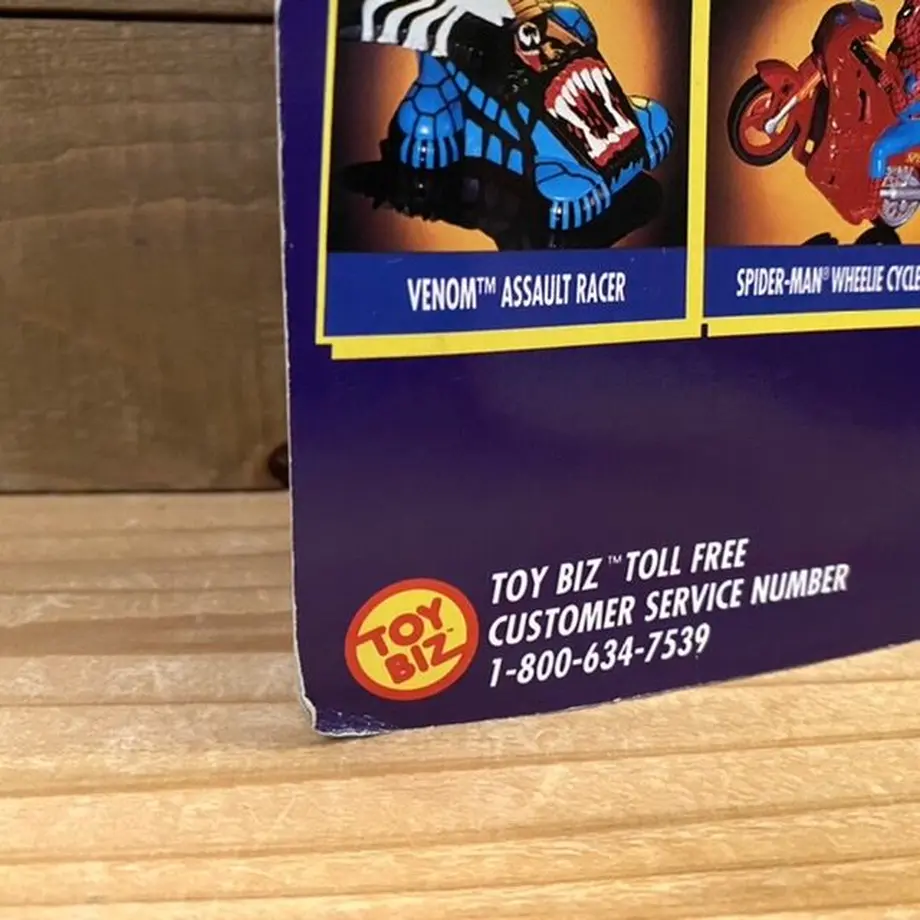 VENOM™ ASSAULT RACER
SPIDER-MAN® WHEELIE CYCLE
TOY BIZ™
TOY BIZ™ TOLL FREE
CUSTOMER SERVICE NUMBER
1-800-634-7539